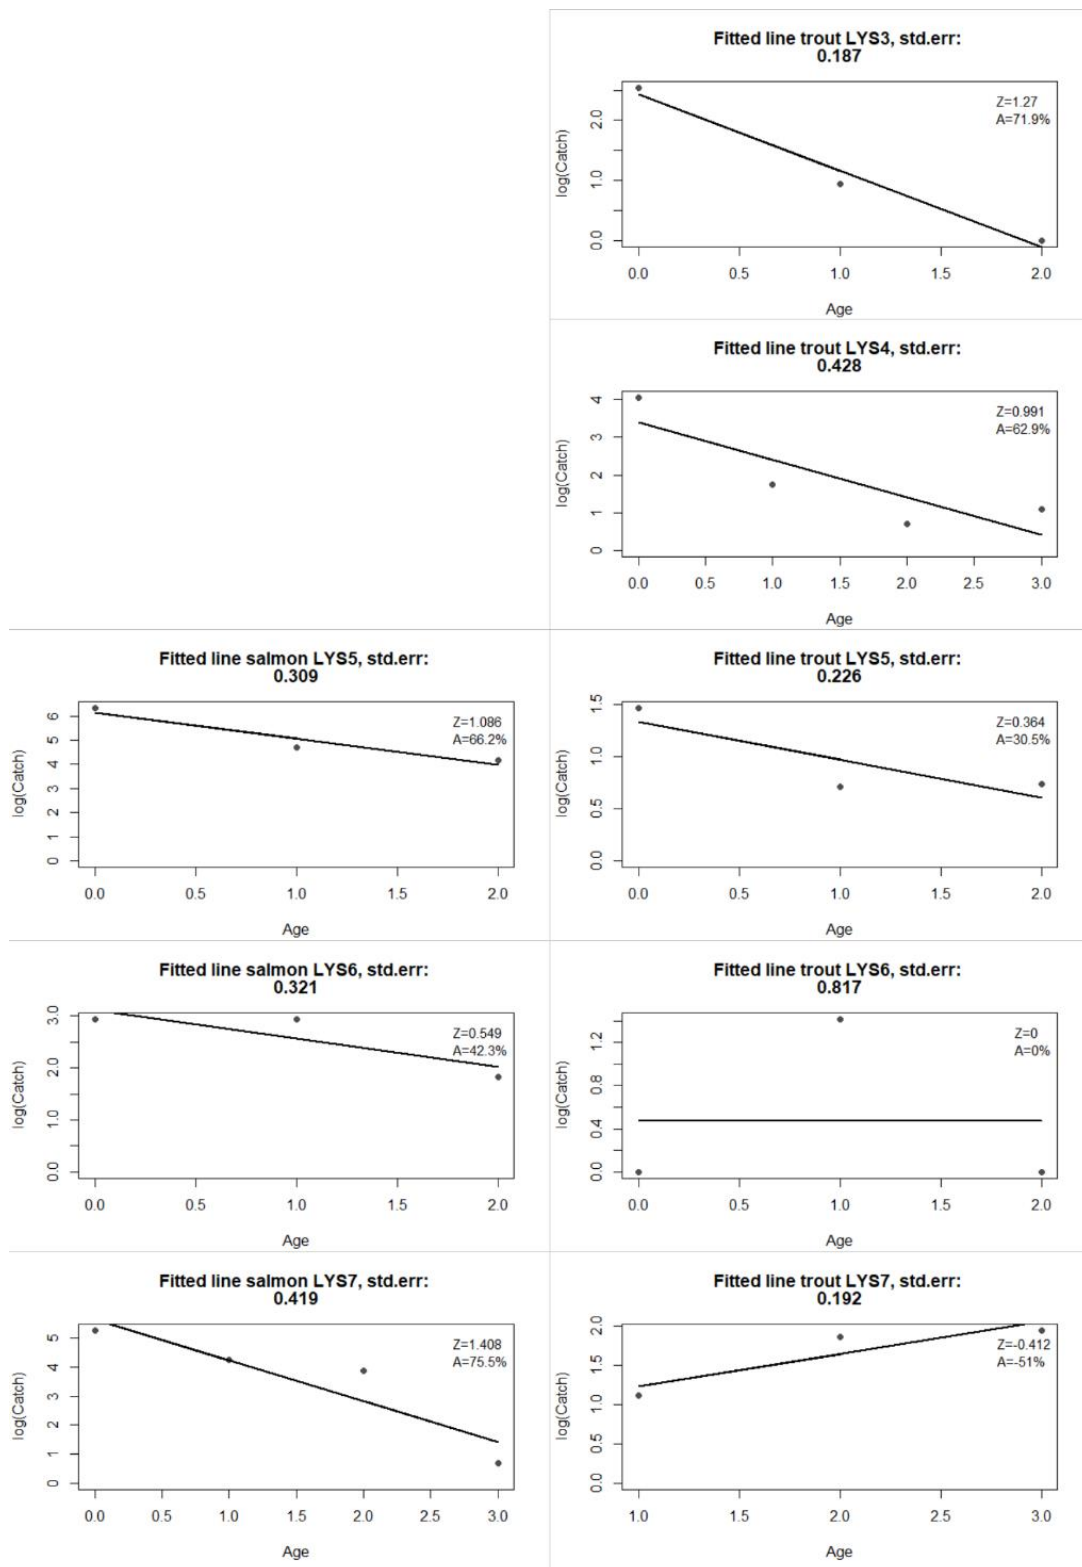 Fitted line trout LYS3, std.err:
0.187
Z=1.27
A=71.9%
log(Catch)
2.0
1.0
0.0
0.0 0.5 1.0 1.5 2.0
Age
Fitted line trout LYS4, std.err:
0.428
Z=0.991
A=62.9%
log(Catch)
4
3
2
1
0
0.0 0.5 1.0 1.5 2.0 2.5 3.0
Age
Fitted line salmon LYS5, std.err:
0.309
Z=1.086
A=66.2%
log(Catch)
6
5
4
3
2
1
0
0.0 0.5 1.0 1.5 2.0
Age
Fitted line trout LYS5, std.err:
0.226
Z=0.364
A=30.5%
log(Catch)
1.5
1.0
0.5
0.0
0.0 0.5 1.0 1.5 2.0
Age
Fitted line salmon LYS6, std.err:
0.321
Z=0.549
A=42.3%
log(Catch)
3.0
2.0
1.0
0.0
0.0 0.5 1.0 1.5 2.0
Age
Fitted line trout LYS6, std.err:
0.817
Z=0
A=0%
log(Catch)
1.2
0.8
0.4
0.0
0.0 0.5 1.0 1.5 2.0
Age
Fitted line salmon LYS7, std.err:
0.419
Z=1.408
A=75.5%
log(Catch)
5
4
3
2
1
0
0.0 0.5 1.0 1.5 2.0 2.5 3.0
Age
Fitted line trout LYS7, std.err:
0.192
Z=-0.412
A=-51%
log(Catch)
2.0
1.5
1.0
0.5
0.0
1.0 1.5 2.0 2.5 3.0
Age